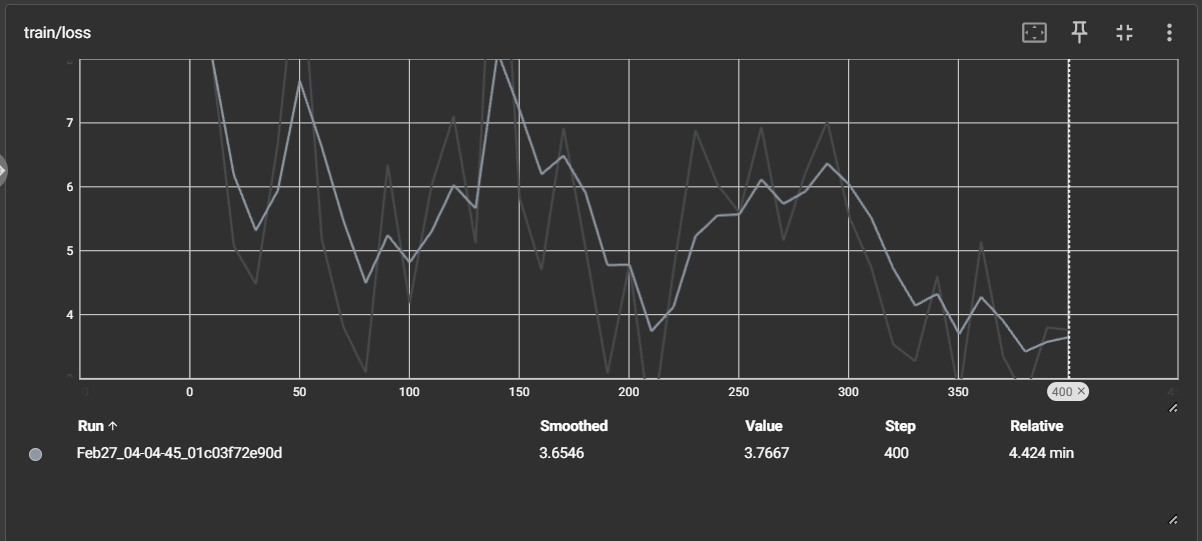 train/loss
7
6
5
4
0 50 100 150 200 250 300 350 400 ×
Run ↑ Smoothed Value Step Relative
Feb27_04-04-45_01c03f72e90d 3.6546 3.7667 400 4.424 min